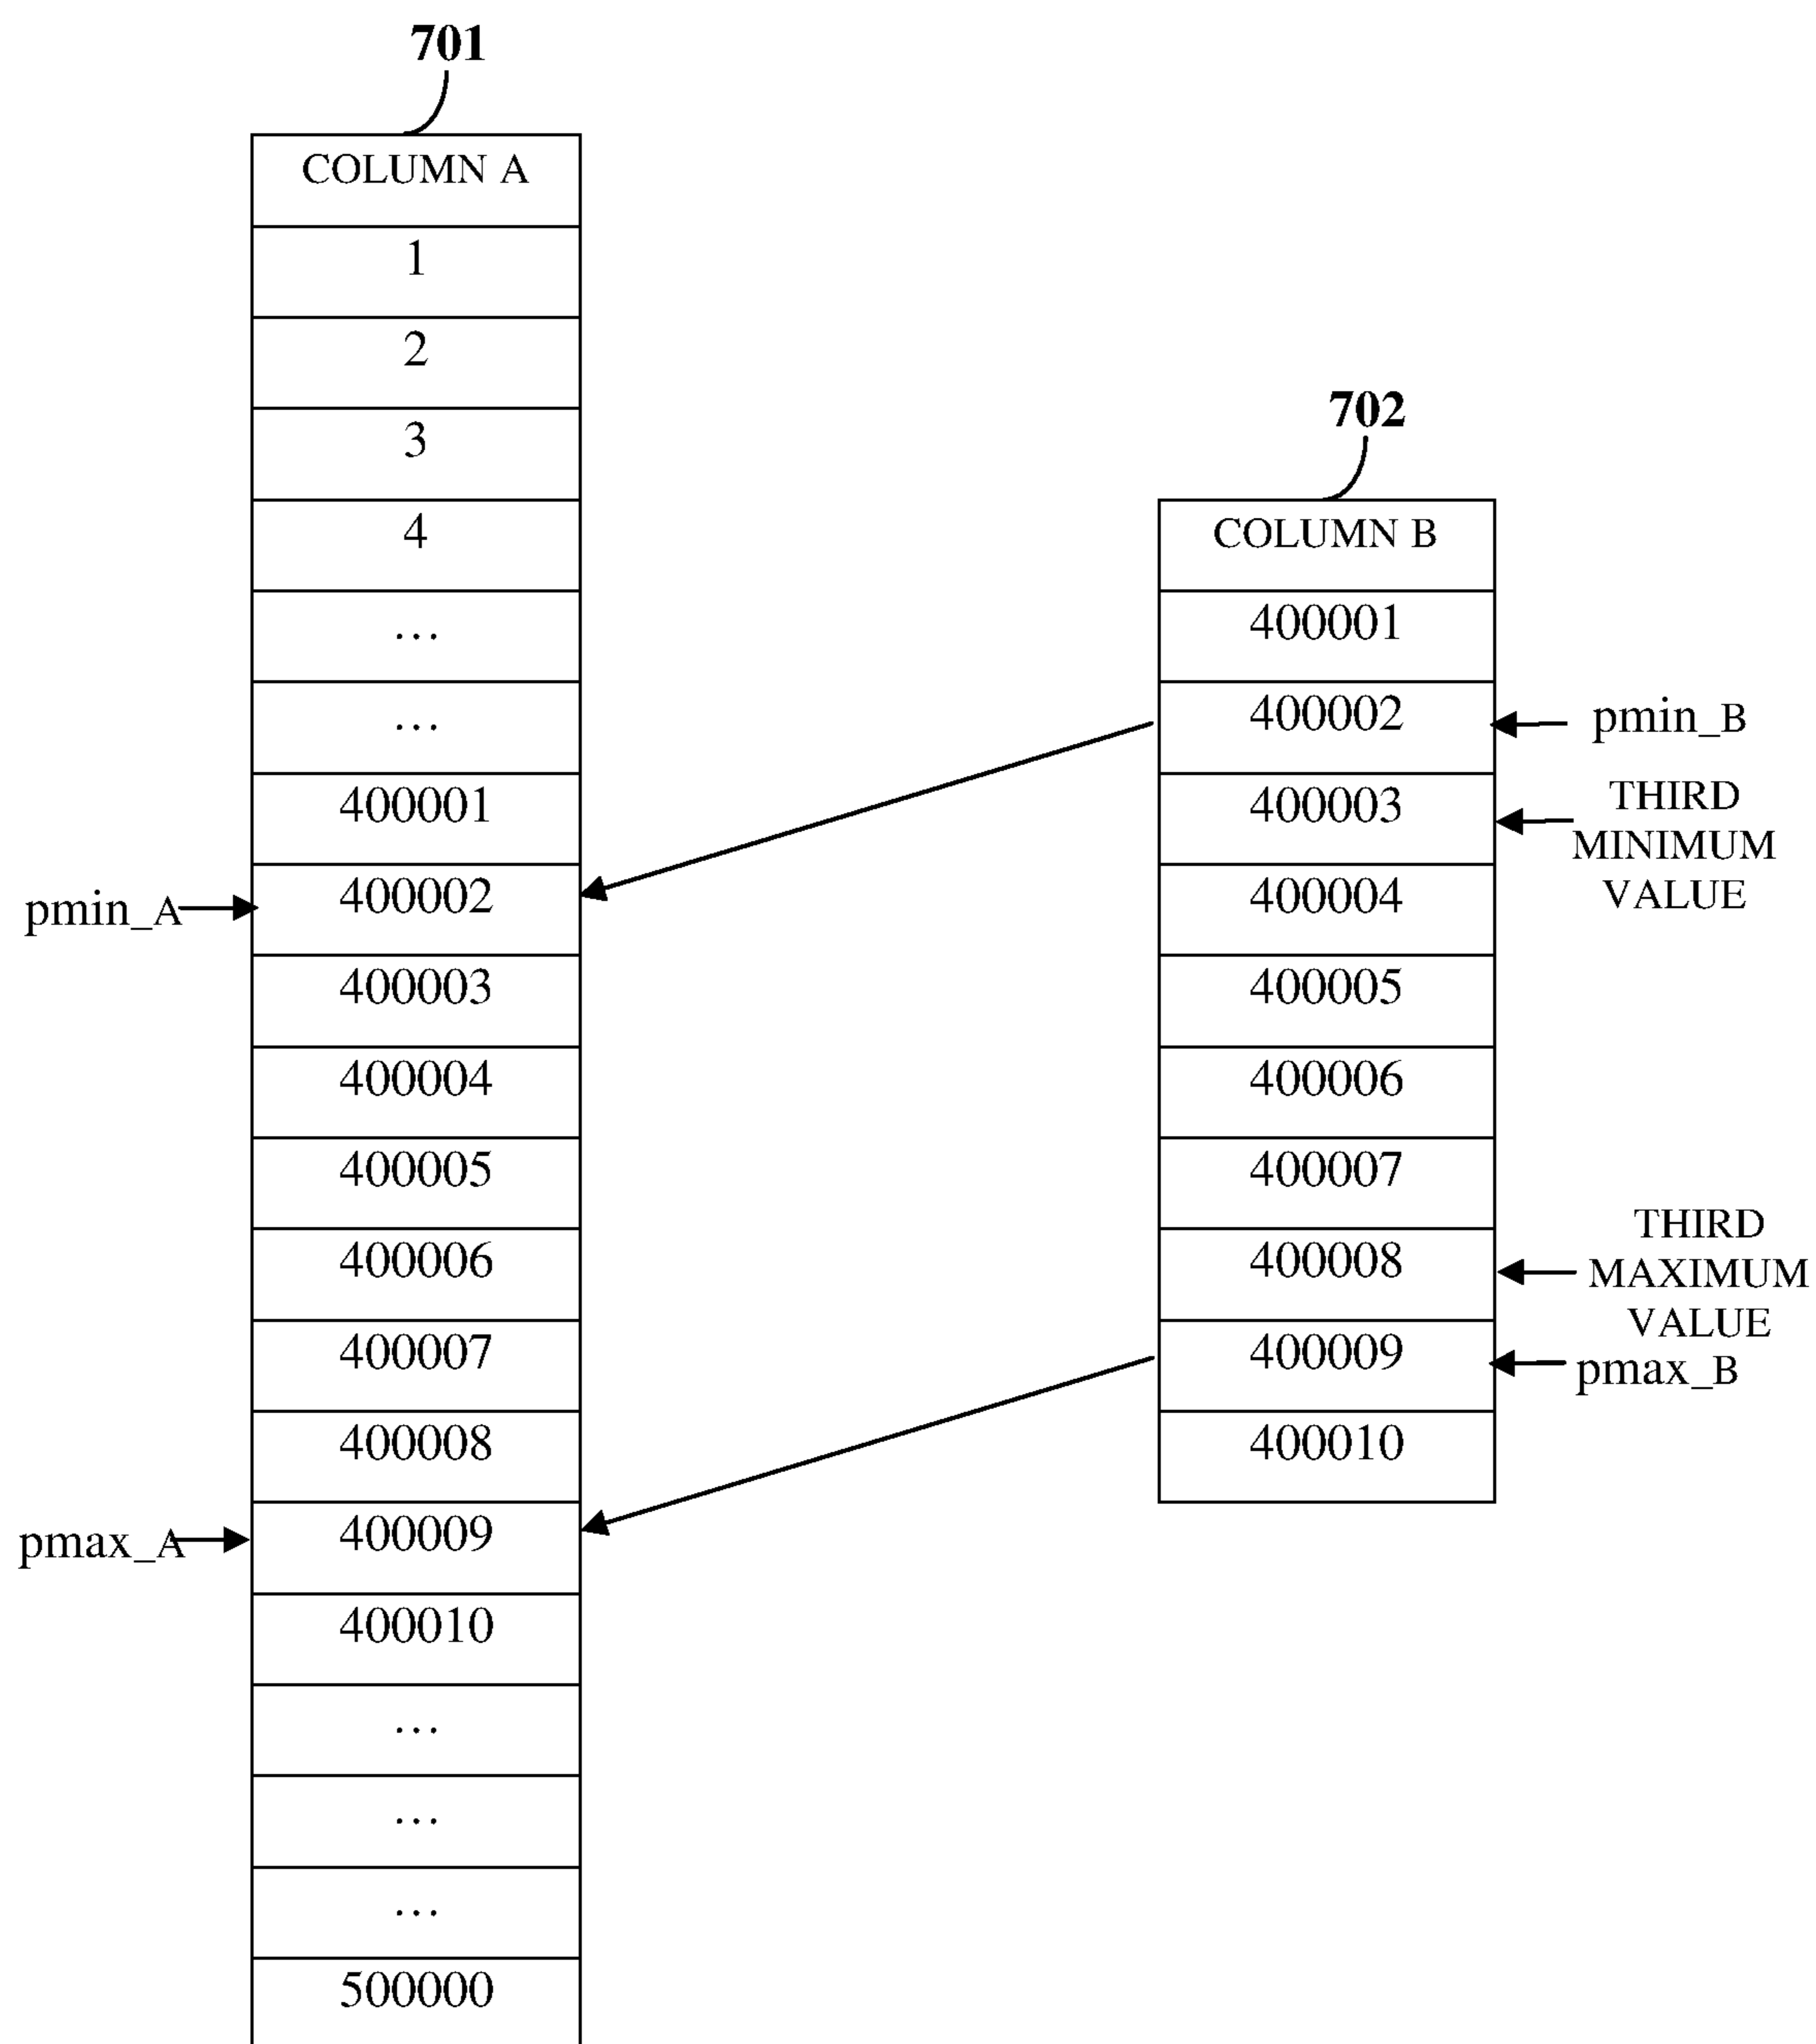 701
COLUMN A
1
2
3
4
...
...
400001
400002
400003
400004
400005
400006
400007
400008
400009
400010
...
...
...
500000
pmin_A
pmax_A
702
COLUMN B
400001
400002
400003
400004
400005
400006
400007
400008
400009
400010
pmin_B
THIRD
MINIMUM
VALUE
THIRD
MAXIMUM
VALUE
pmax_B